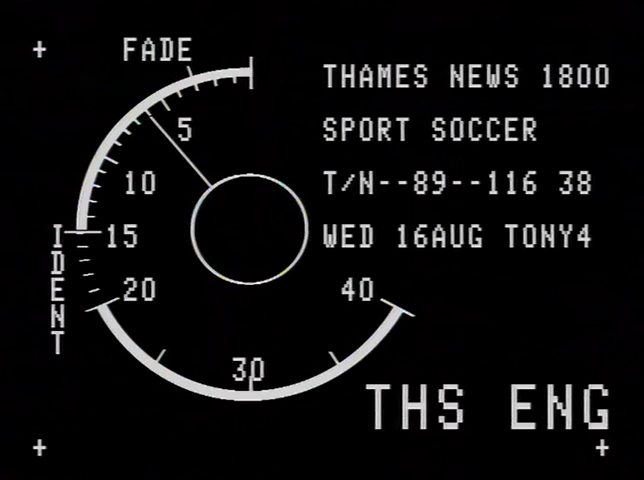 FADE
THAMES NEWS 1800
SPORT SOCCER
T/N--89--116 38
WED 16AUG TONY4
5
10
15
20
30
40
IDENT
THS ENG